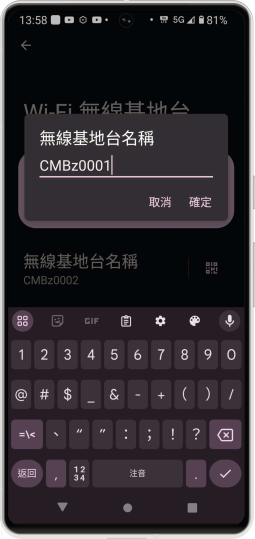 13:58
5G 81%
Wi-Fi 無線基地台
無線基地台名稱
CMBz0001
取消 確定
無線基地台名稱
CMBz0002
GIF
1 2 3 4 5 6 7 8 9 0
@ # $ _ & - + ( ) /
=\< 、 “ ” : ; ! ?
返回 , 1234 注音 .